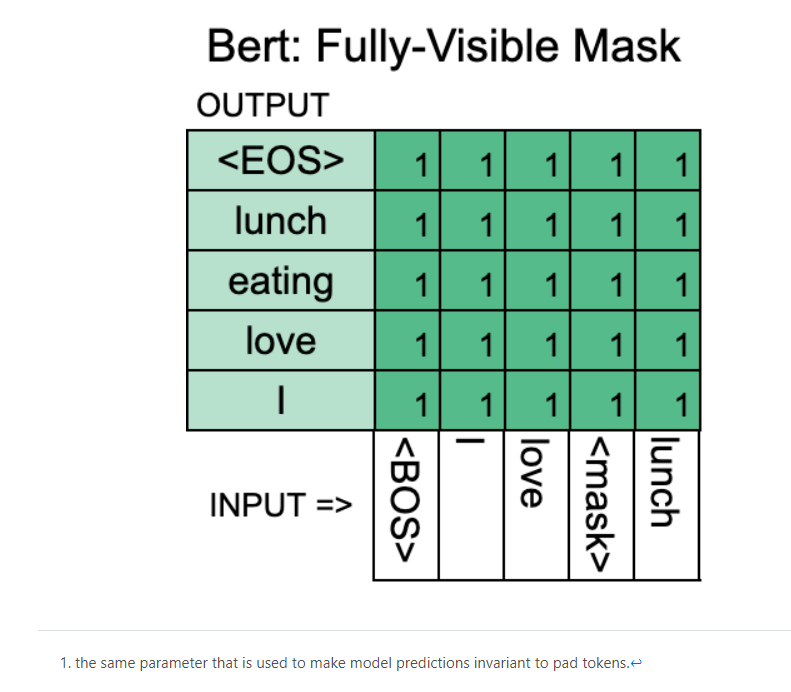 Bert: Fully-Visible Mask
OUTPUT
<EOS> 1 1 1 1 1
lunch 1 1 1 1 1
eating 1 1 1 1 1
love 1 1 1 1 1
I 1 1 1 1 1
INPUT => <BOS> I love <mask> lunch
1. the same parameter that is used to make model predictions invariant to pad tokens.↩